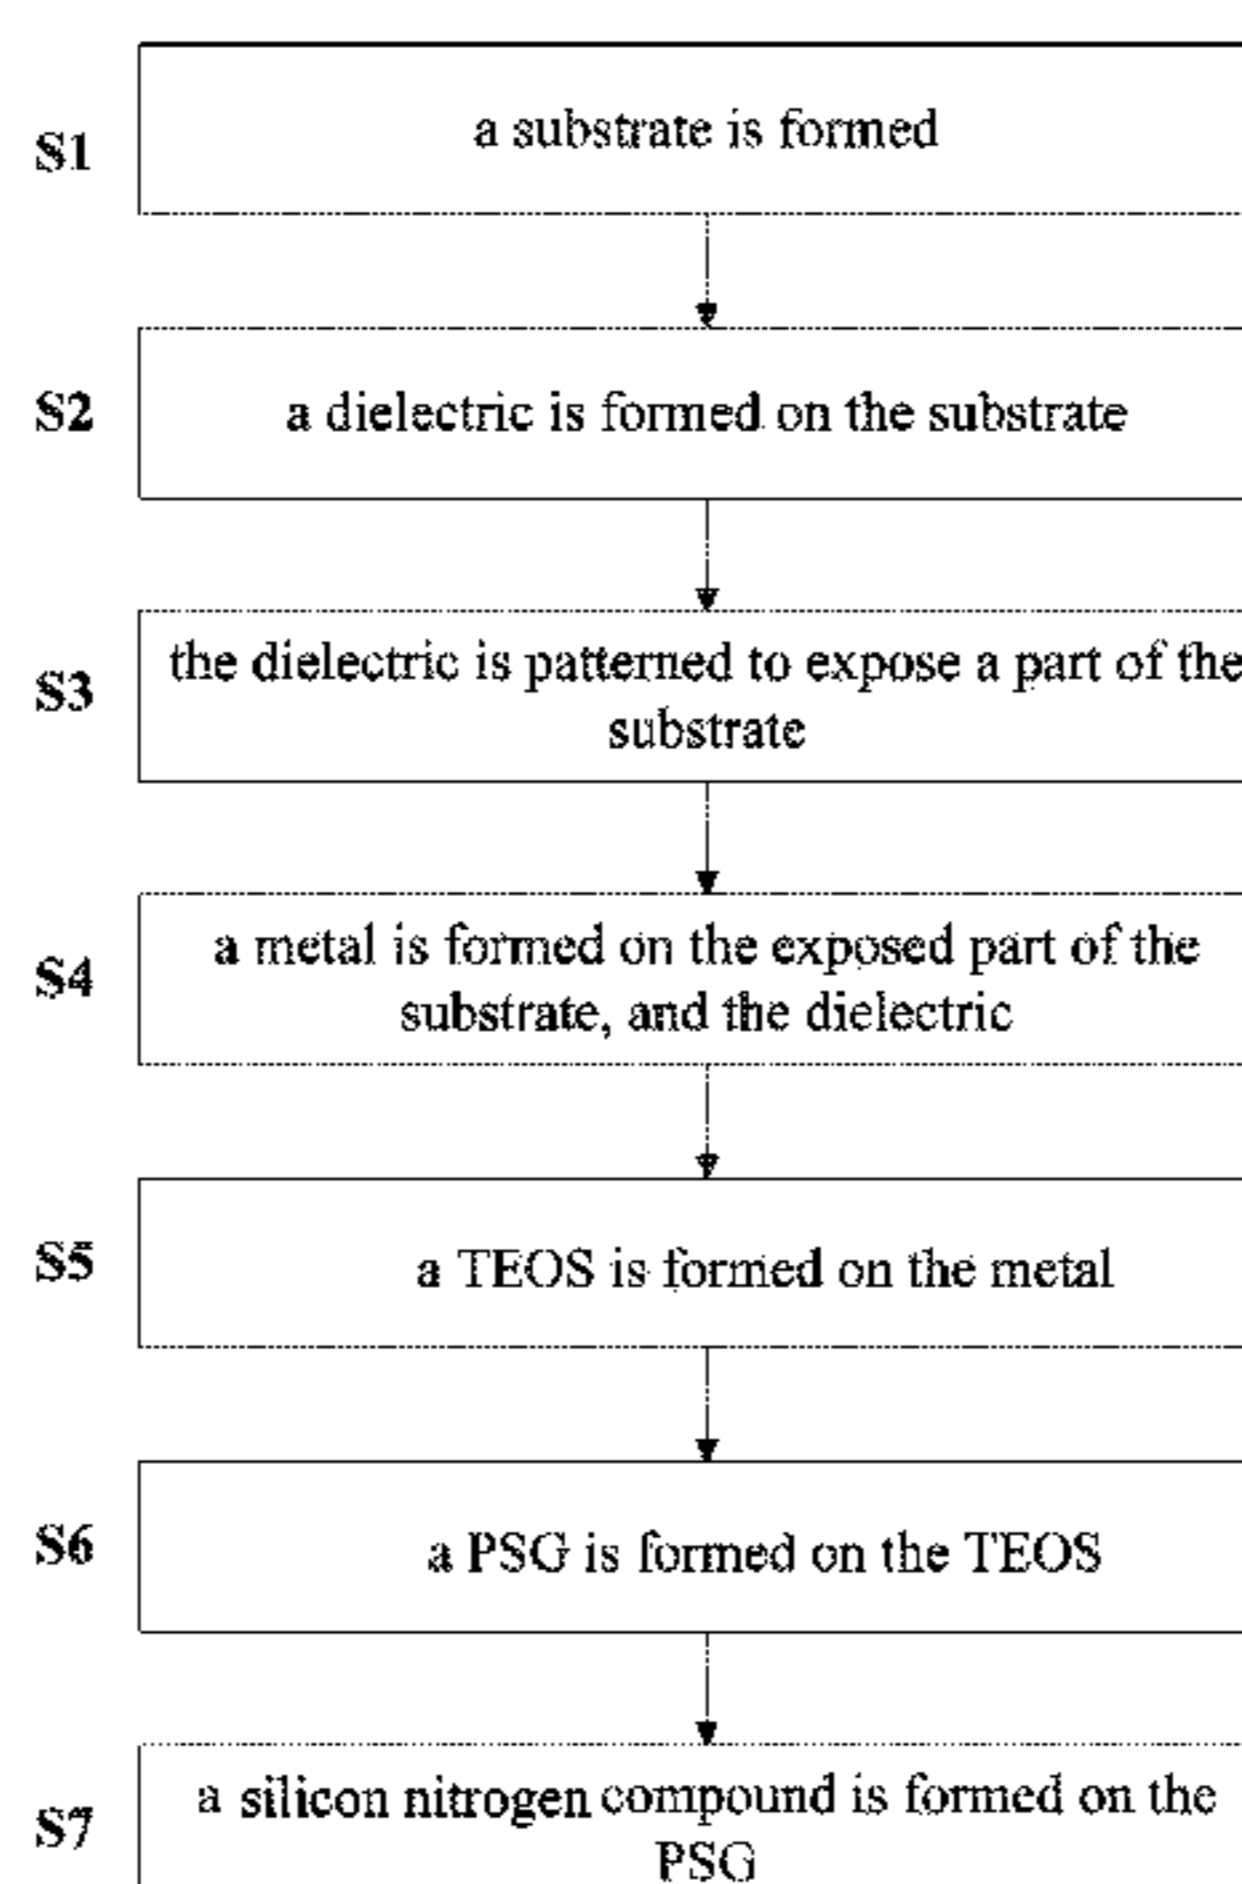 S1
a substrate is formed
S2
a dielectric is formed on the substrate
S3
the dielectric is patterned to expose a part of the
substrate
S4
a metal is formed on the exposed part of the
substrate, and the dielectric
S5
a TEOS is formed on the metal
S6
a PSG is formed on the TEOS
S7
a silicon nitrogen compound is formed on the
PSG